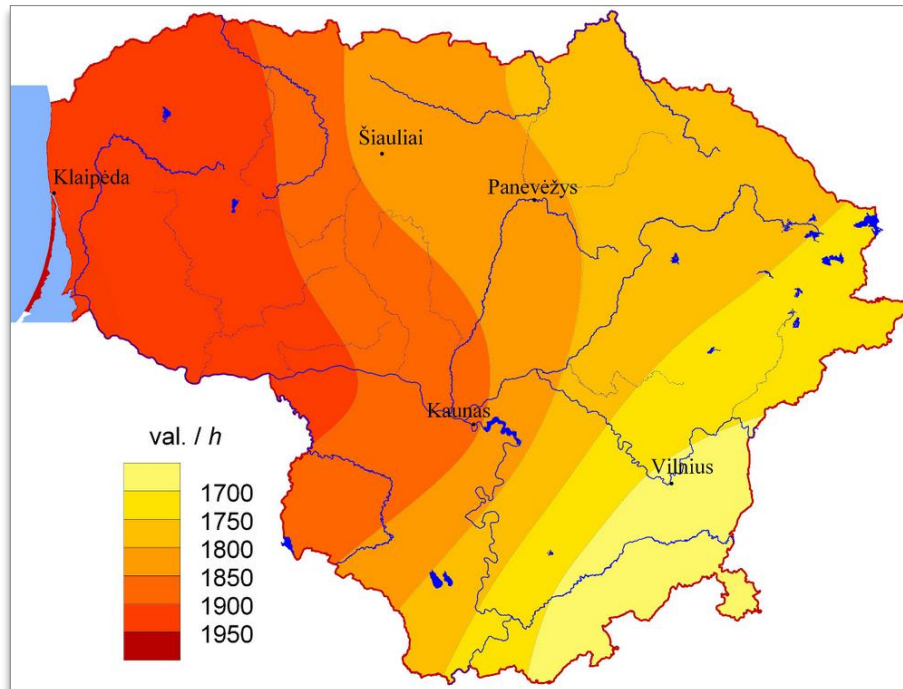 Šiauliai
Klaipėda
Panevėžys
Kaunas
Vilnius
val. / h
1700
1750
1800
1850
1900
1950